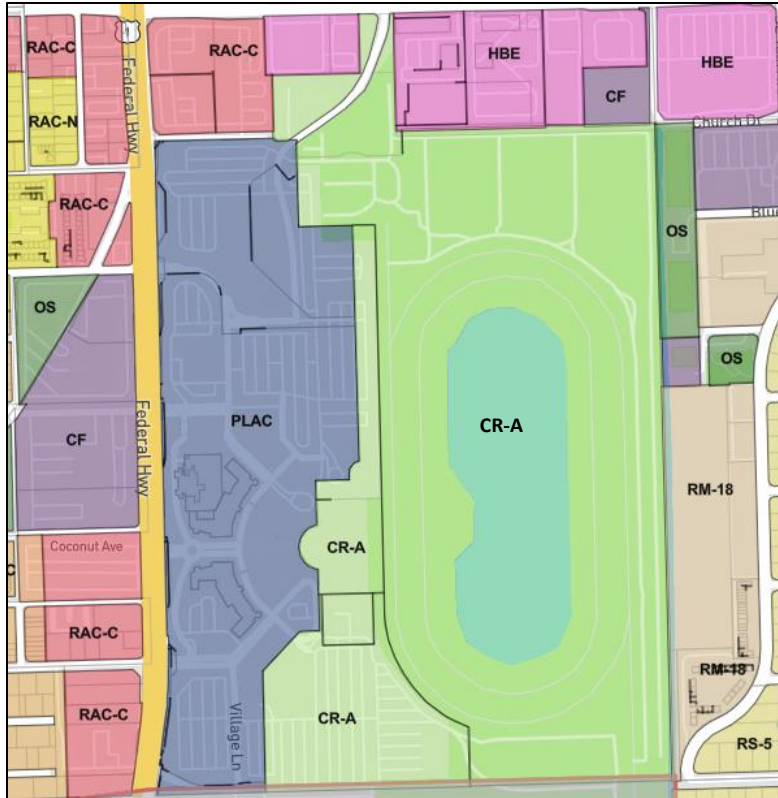 RAC-C
RAC-C
HBE
HBE
Federal Hwy
CF
RAC-N
Church Dr
RAC-C
OS
OS
OS
PLAC
CR-A
CF
Federal Hwy
RM-18
Coconut Ave
CR-A
RAC-C
RM-18
CR-A
RAC-C
Village Ln
RS-5